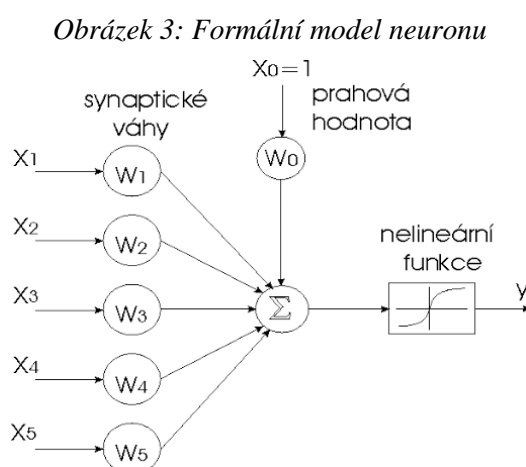 Obrázek 3: Formální model neuronu
X0=1
synaptické
váhy
prahová
hodnota
W0
X1
W1
X2
W2
nelineární
funkce
X3
W3
Σ
y
X4
W4
X5
W5